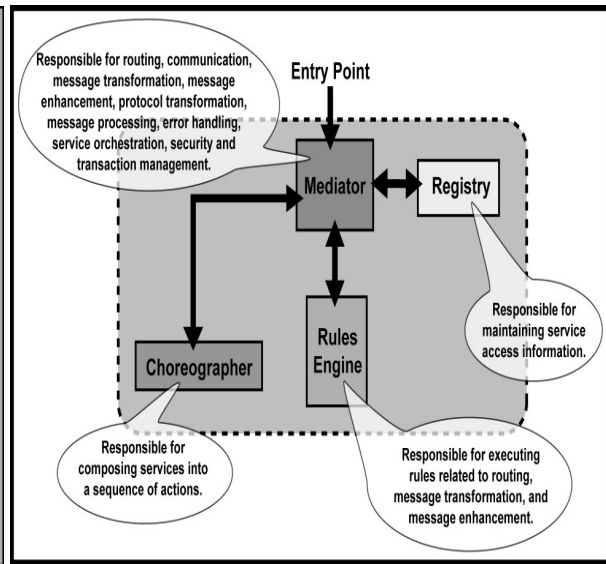 Responsible for routing, communication,
message transformation, message
enhancement, protocol transformation,
message processing, error handling,
service orchestration, security and
transaction management.
Entry Point
Mediator
Registry
Responsible for
maintaining service
access information.
Choreographer
Rules
Engine
Responsible for
composing services into
a sequence of actions.
Responsible for executing
rules related to routing,
message transformation, and
message enhancement.